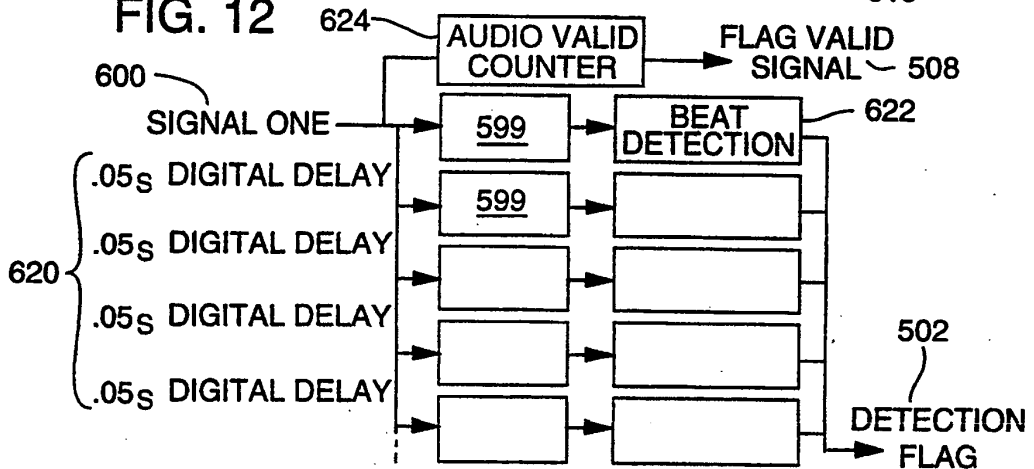 FIG. 12
624
AUDIO VALID
COUNTER
FLAG VALID
SIGNAL 508
600
SIGNAL ONE
599
BEAT
DETECTION
622
.05s DIGITAL DELAY
599
.05s DIGITAL DELAY
620
.05s DIGITAL DELAY
.05s DIGITAL DELAY
502
DETECTION
FLAG